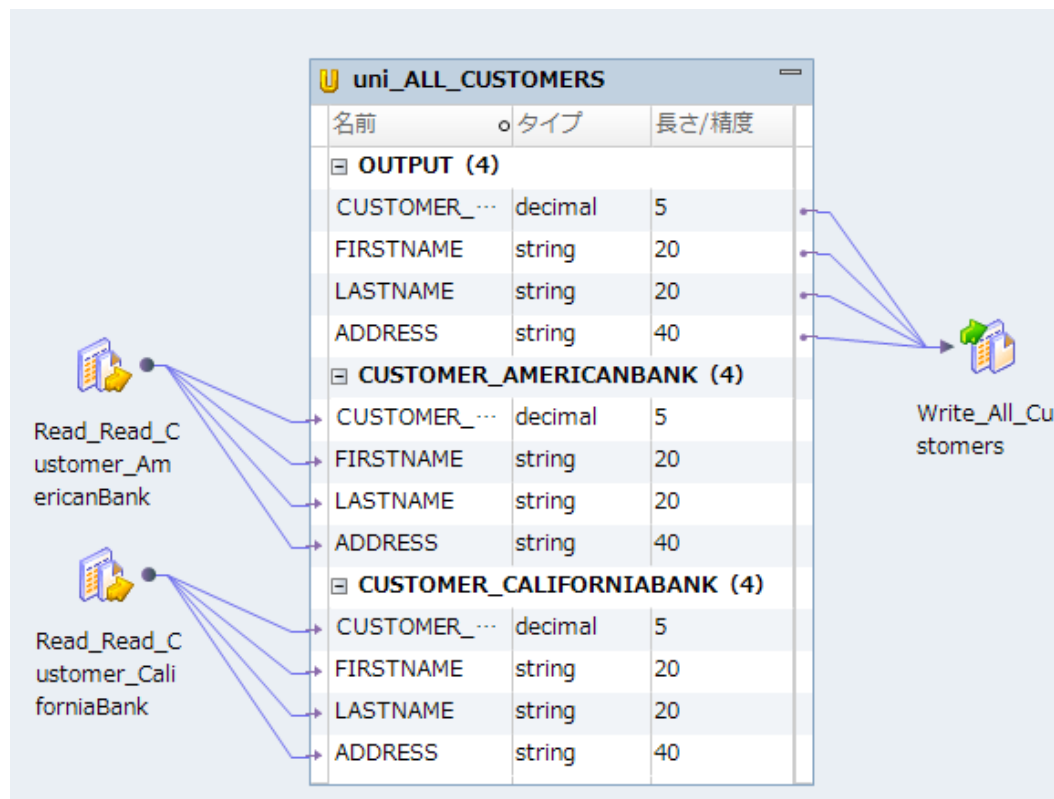 uni_ALL_CUSTOMERS
名前 タイプ 長さ/精度
OUTPUT (4)
CUSTOMER_... decimal 5
FIRSTNAME string 20
LASTNAME string 20
ADDRESS string 40
CUSTOMER_AMERICANBANK (4)
CUSTOMER_... decimal 5
FIRSTNAME string 20
LASTNAME string 20
ADDRESS string 40
CUSTOMER_CALIFORNIABANK (4)
CUSTOMER_... decimal 5
FIRSTNAME string 20
LASTNAME string 20
ADDRESS string 40
Read_Read_C
ustomer_Am
ericanBank
Read_Read_C
ustomer_Cali
forniaBank
Write_All_Cu
stomers